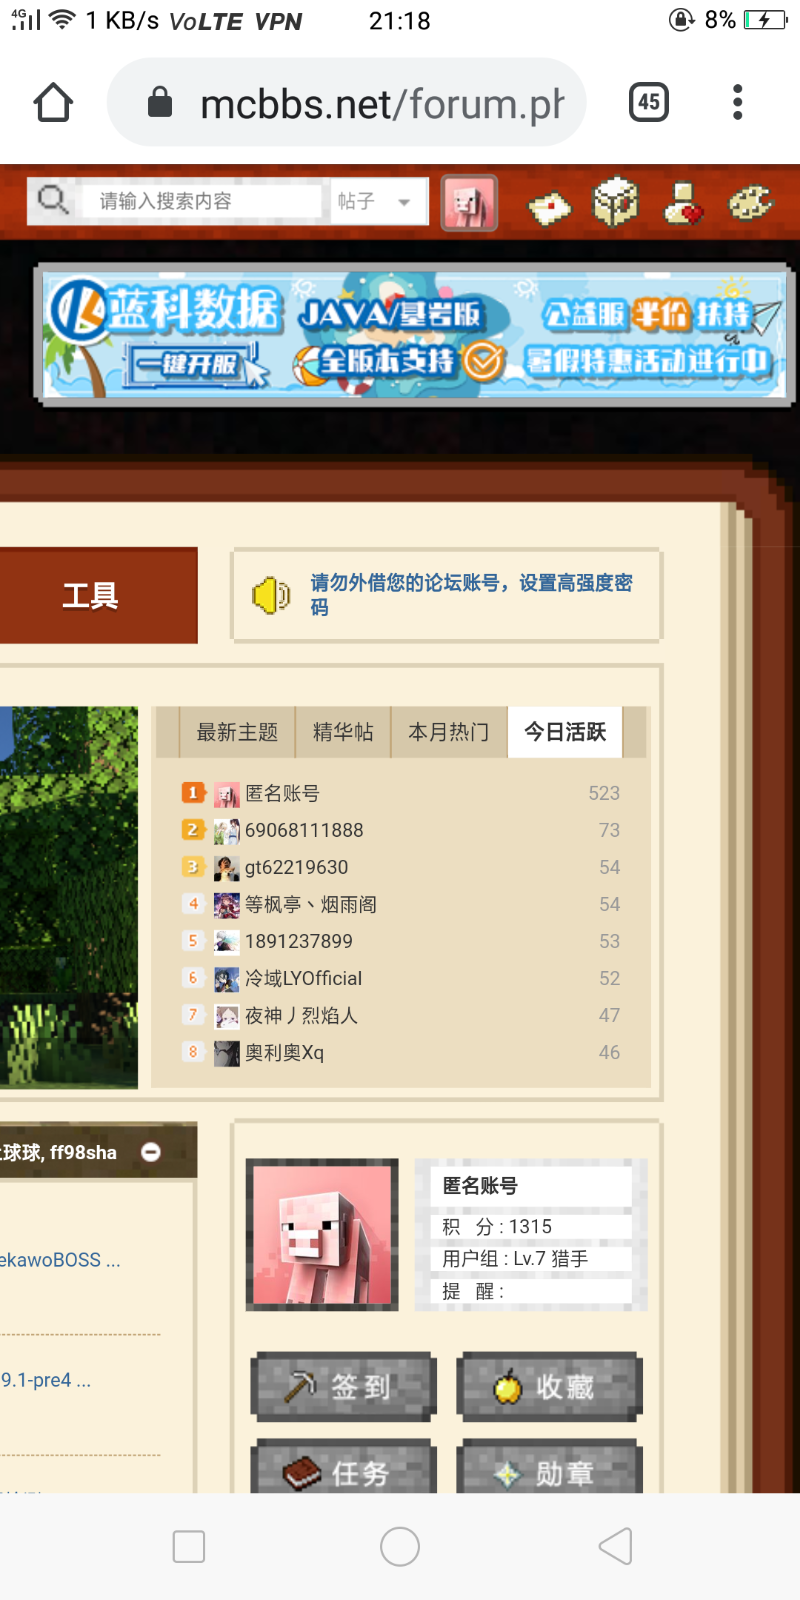 4G 1 KB/s VoLTE VPN 21:18 8%
mcbbs.net/forum.ph
45
请输入搜索内容 帖子
蓝科数据 JAVA/基岩版 公益服 半价 扶持
一键开服 全版本支持 暑假特惠活动进行中
工具
请勿外借您的论坛账号，设置高强度密
码
最新主题 精华帖 本月热门 今日活跃
1 匿名账号 523
2 69068111888 73
3 gt62219630 54
4 等枫亭丶烟雨阁 54
5 1891237899 53
6 冷域LYOfficial 52
7 夜神丿烈焰人 47
8 奥利奥Xq 46
球球, ff98sha
ekawoBOSS ...
9.1-pre4 ...
匿名账号
积 分 : 1315
用户组 : Lv.7 猎手
提 醒 :
签到 收藏
任务 勋章